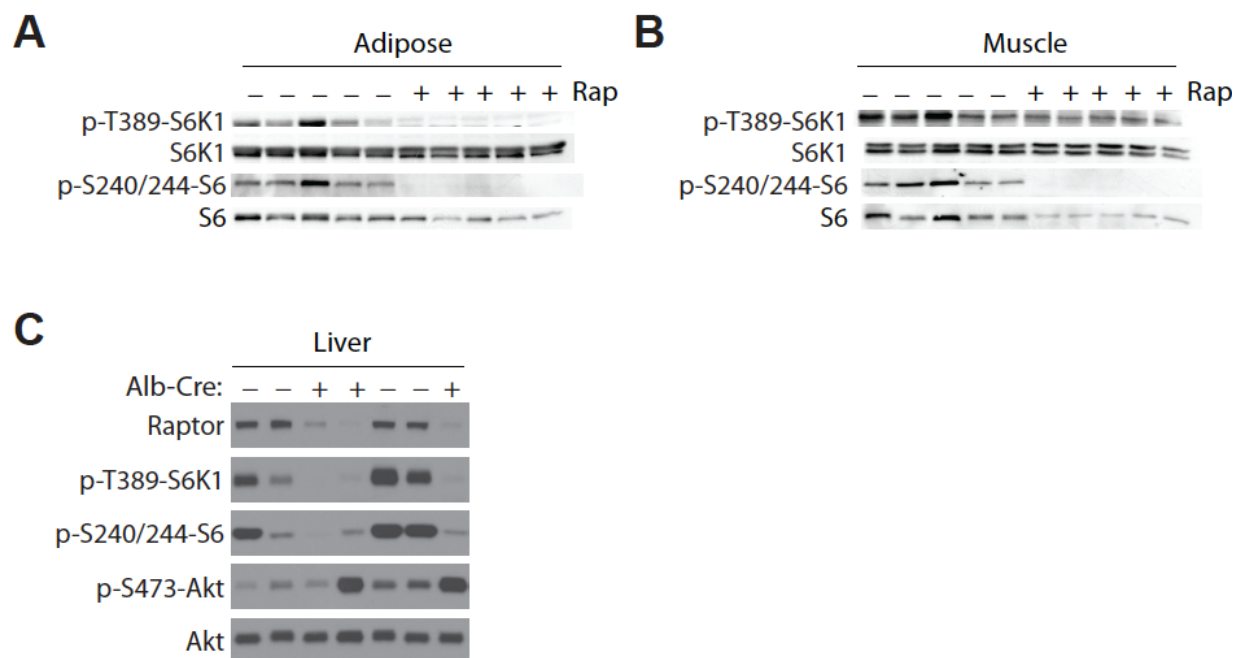 A
Adipose
− − − − − + + + + + Rap
p-T389-S6K1
S6K1
p-S240/244-S6
S6
B
Muscle
− − − − − + + + + + Rap
p-T389-S6K1
S6K1
p-S240/244-S6
S6
C
Liver
Alb-Cre: − − + + − − +
Raptor
p-T389-S6K1
p-S240/244-S6
p-S473-Akt
Akt